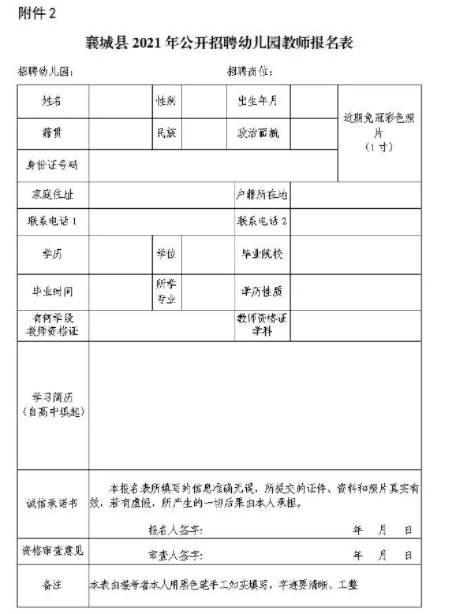 附件2
襄城县2021年公开招聘幼儿园教师报名表
招聘幼儿园： 招聘岗位：
姓名 性别 出生年月
近期免冠彩色照
片
（1寸）
籍贯 民族 政治面貌
身份证号码
家庭住址 户籍所在地
联系电话1 联系电话2
学历 学位 毕业院校
毕业时间
所学
专业
学历性质
有何学段
教师资格证
教师资格证
学科
学习简历
（自高中填起）
诚信承诺书
本报名表所填写的信息准确无误，所提交的证件、资料和照片真实有
效，若有虚假，所产生的一切后果由本人承担。
报名人签字： 年 月 日
资格审查意见 审查人签字： 年 月 日
备注 本表由报考者本人用黑色笔手工如实填写，字迹要清晰、工整